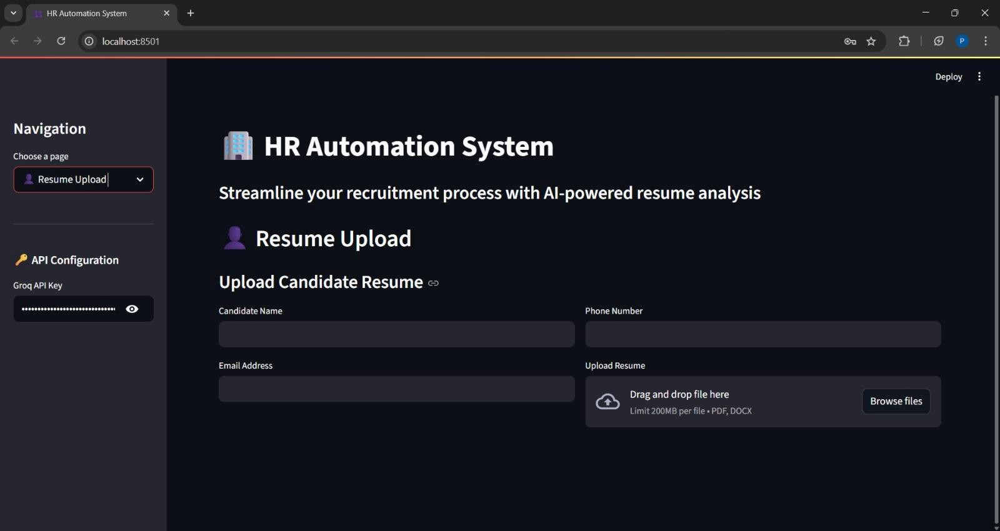 HR Automation System
localhost:8501
P
Deploy
Navigation
Choose a page
Resume Upload
API Configuration
Groq API Key
HR Automation System
Streamline your recruitment process with AI-powered resume analysis
Resume Upload
Upload Candidate Resume
Candidate Name
Phone Number
Email Address
Upload Resume
Drag and drop file here
Limit 200MB per file • PDF, DOCX
Browse files